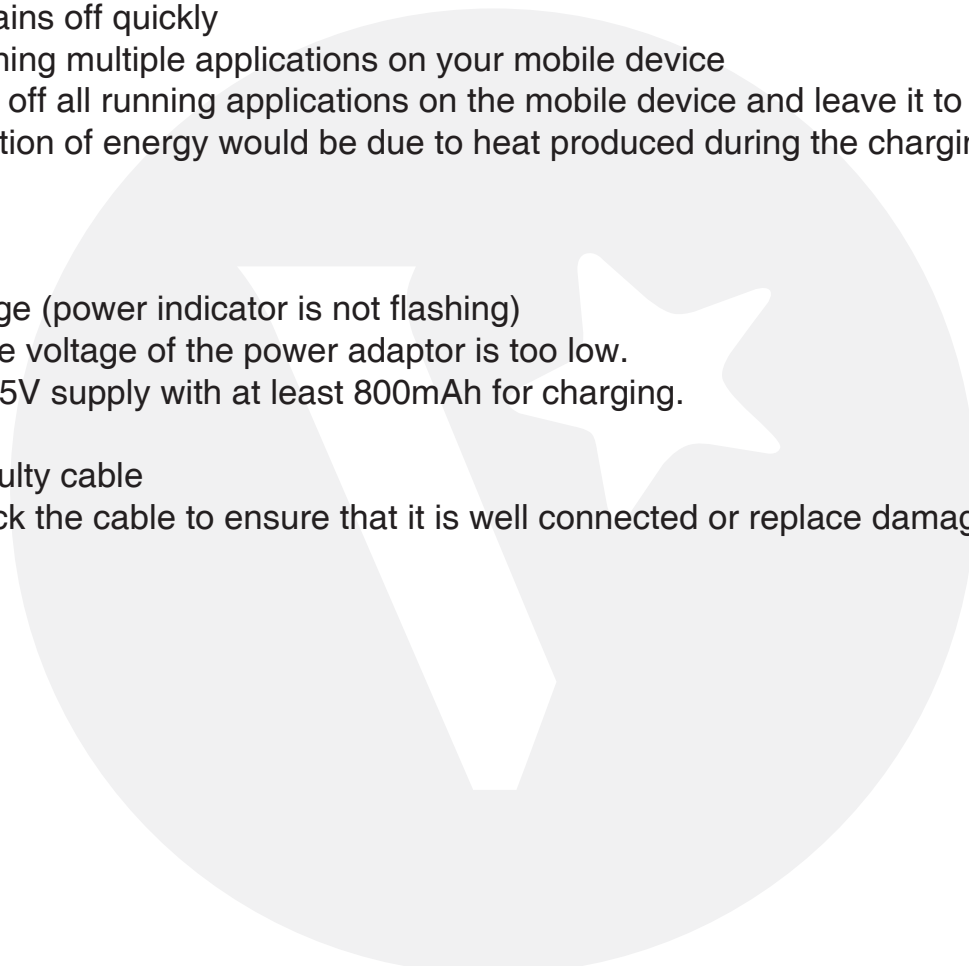 ains off quickly
ning multiple applications on your mobile device
off all running applications on the mobile device and leave it to
tion of energy would be due to heat produced during the chargin
ge (power indicator is not flashing)
e voltage of the power adaptor is too low.
5V supply with at least 800mAh for charging.
ulty cable
ck the cable to ensure that it is well connected or replace damag